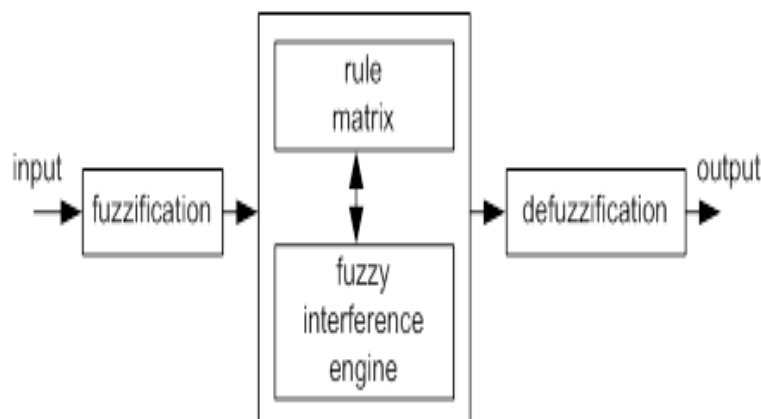 input
fuzzification
rule
matrix
fuzzy
interference
engine
defuzzification
output